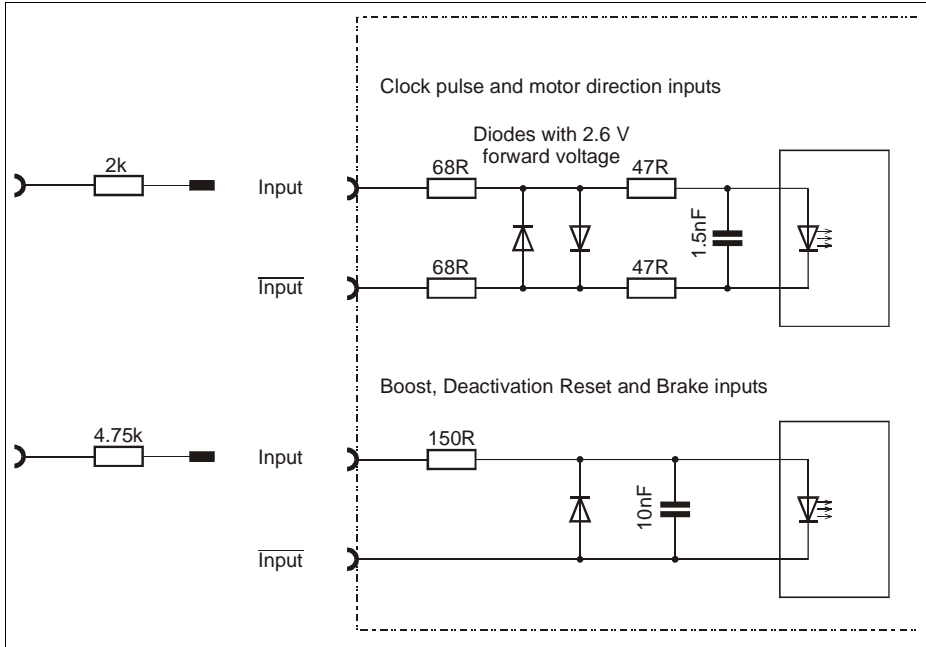 Clock pulse and motor direction inputs
Diodes with 2.6 V
forward voltage
2k
Input
68R
47R
1.5nF
Input
68R
47R
Boost, Deactivation Reset and Brake inputs
4.75k
Input
150R
10nF
Input